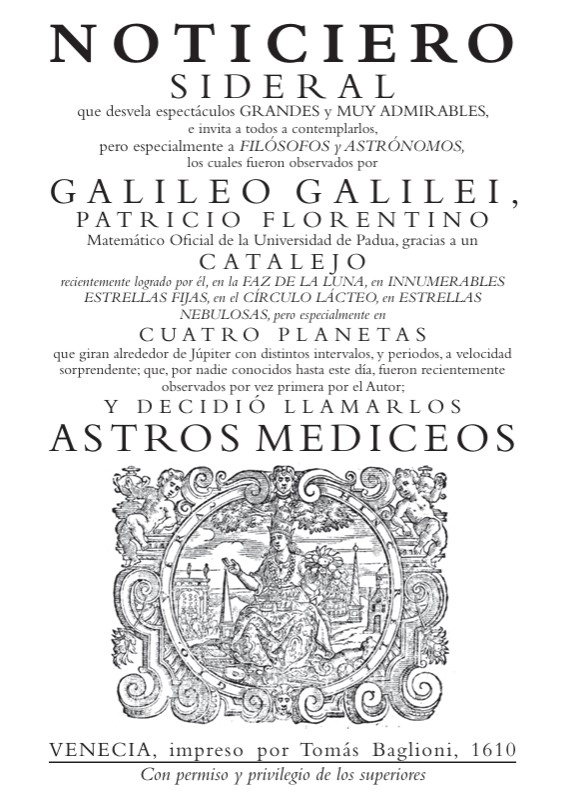 NOTICIERO
SIDERAL
que desvela espectáculos GRANDES y MUY ADMIRABLES,
e invita a todos a contemplarlos,
pero especialmente a FILÓSOFOS y ASTRÓNOMOS,
los cuales fueron observados por
GALILEO GALILEI,
PATRICIO FLORENTINO
Matemático Oficial de la Universidad de Padua, gracias a un
CATALEJO
recientemente logrado por él, en la FAZ DE LA LUNA, en INNUMERABLES
ESTRELLAS FIJAS, en el CÍRCULO LÁCTEO, en ESTRELLAS
NEBULOSAS, pero especialmente en
CUATRO PLANETAS
que giran alrededor de Júpiter con distintos intervalos, y periodos, a velocidad
sorprendente; que, por nadie conocidos hasta este día, fueron recientemente
observados por vez primera por el Autor;
Y DECIDIÓ LLAMARLOS
ASTROS MEDICEOS
VENECIA, impreso por Tomás Baglioni, 1610
Con permiso y privilegio de los superiores